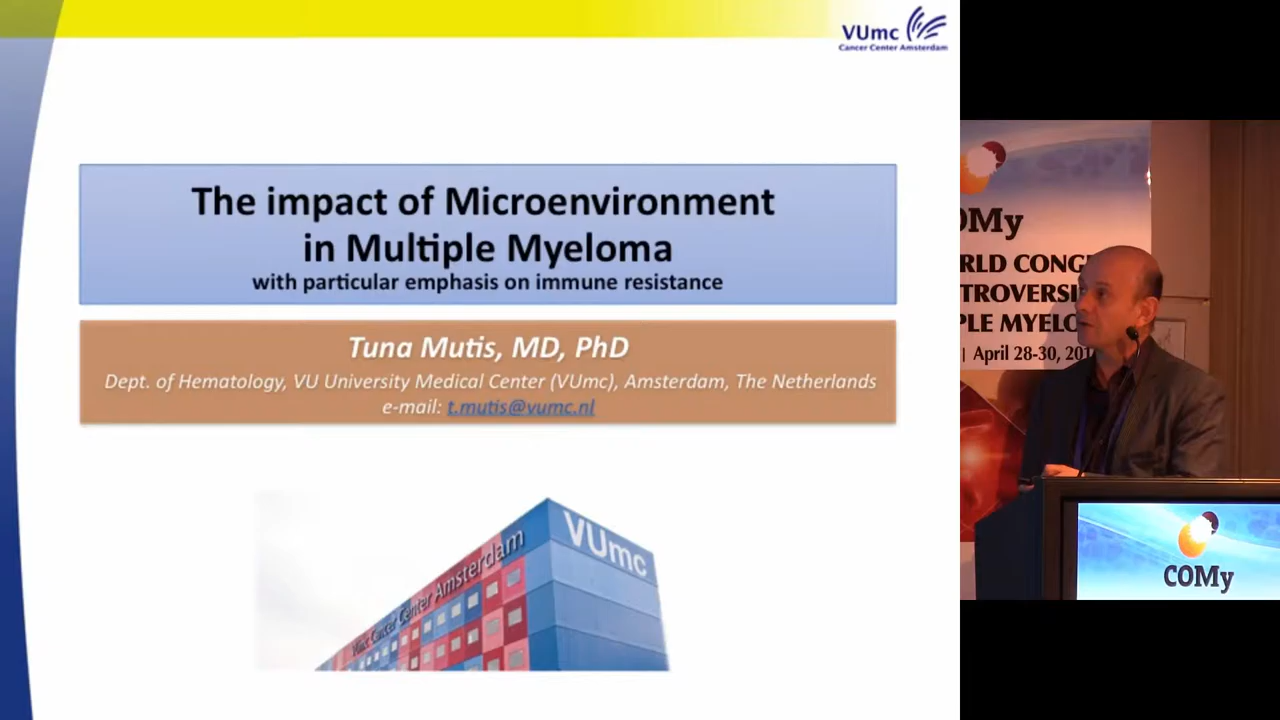 VUmc
Cancer Center Amsterdam
The impact of Microenvironment
in Multiple Myeloma
with particular emphasis on immune resistance
Tuna Mutis, MD, PhD
Dept. of Hematology, VU University Medical Center (VUmc), Amsterdam, The Netherlands
e-mail: t.mutis@vumc.nl
VUmc Cancer Center Amsterdam
VUmc
OMy
RLD CONG
TROVERSI
PLE MYELO
| April 28-30, 201
COMy